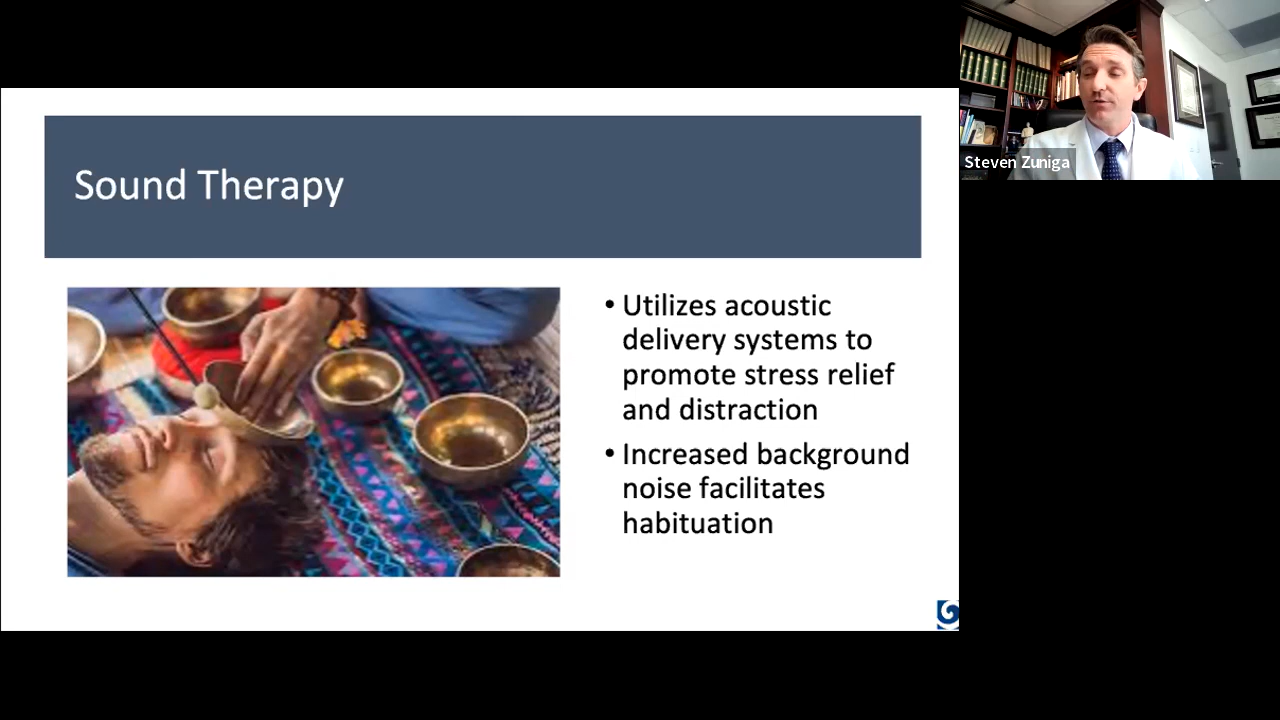 Sound Therapy
• Utilizes acoustic
delivery systems to
promote stress relief
and distraction
• Increased background
noise facilitates
habituation
Steven Zuniga